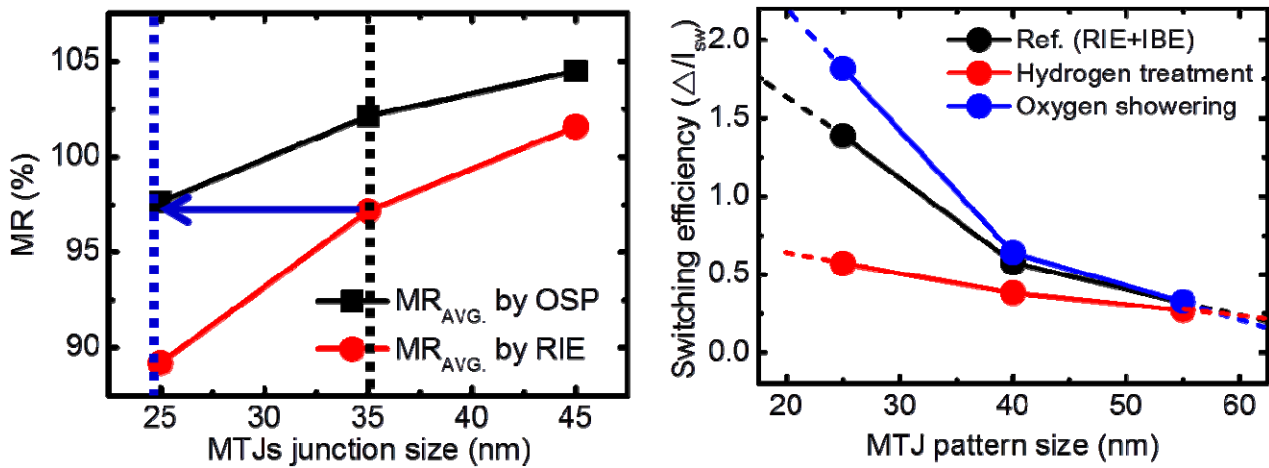 105
100
95
90
MR (%)
MR_AVG. by OSP
MR_AVG. by RIE
25 30 35 40 45
MTJs junction size (nm)
2.0
1.5
1.0
0.5
0.0
Switching efficiency (△/I_sw)
Ref. (RIE+IBE)
Hydrogen treatment
Oxygen showering
20 30 40 50 60
MTJ pattern size (nm)